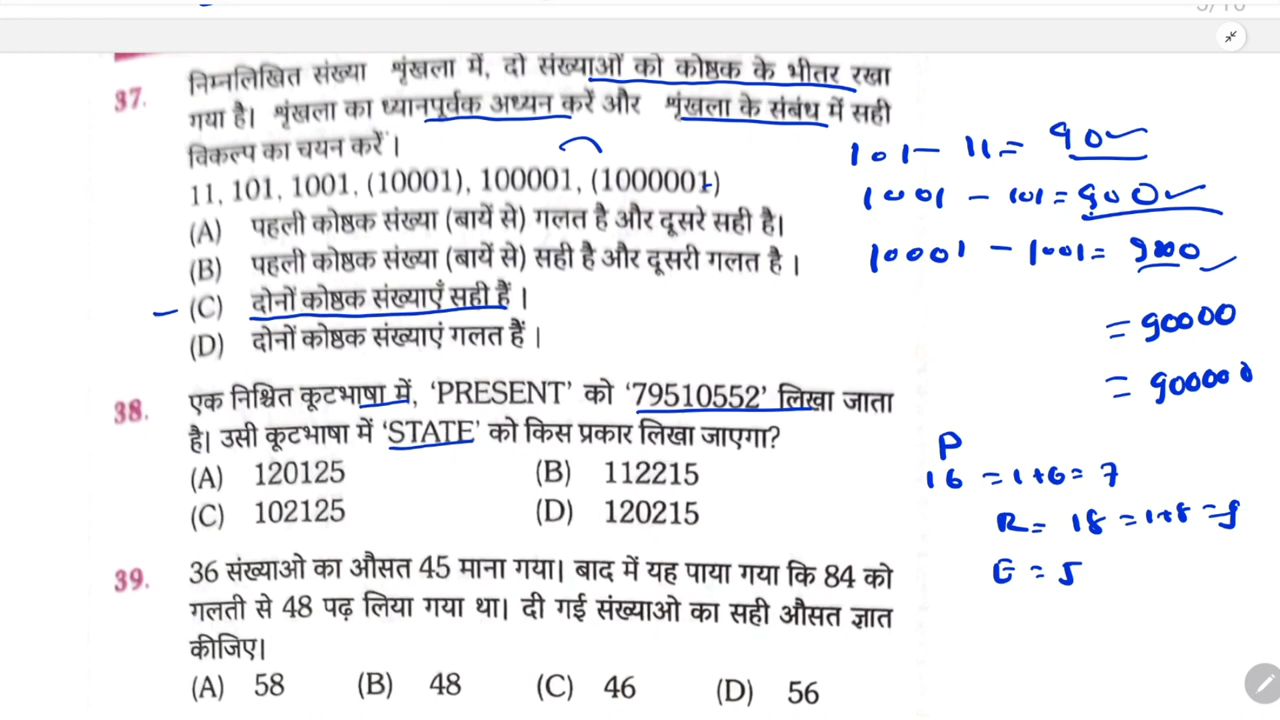 37. निम्नलिखित संख्या श्रृंखला में, दो संख्याओं को कोष्ठक के भीतर रखा
गया है। श्रृंखला का ध्यानपूर्वक अध्यन करें और श्रृंखला के संबंध में सही
विकल्प का चयन करें।
11, 101, 1001, (10001), 100001, (1000001)
(A) पहली कोष्ठक संख्या (बायें से) गलत है और दूसरे सही है।
(B) पहली कोष्ठक संख्या (बायें से) सही है और दूसरी गलत है ।
(C) दोनों कोष्ठक संख्याएँ सही हैं ।
(D) दोनों कोष्ठक संख्याएं गलत हैं ।
38. एक निश्चित कूटभाषा में, ‘PRESENT’ को ‘79510552’ लिखा जाता
है। उसी कूटभाषा में ‘STATE’ को किस प्रकार लिखा जाएगा?
(A) 120125 (B) 112215
(C) 102125 (D) 120215
39. 36 संख्याओ का औसत 45 माना गया। बाद में यह पाया गया कि 84 को
गलती से 48 पढ़ लिया गया था। दी गई संख्याओ का सही औसत ज्ञात
कीजिए।
(A) 58 (B) 48 (C) 46 (D) 56
101 - 11 = 90
1001 - 101 = 900
10001 - 1001 = 9000
= 90000
= 900000
P
16 = 1+6 = 7
R = 18 = 1+8 = 9
E = 5